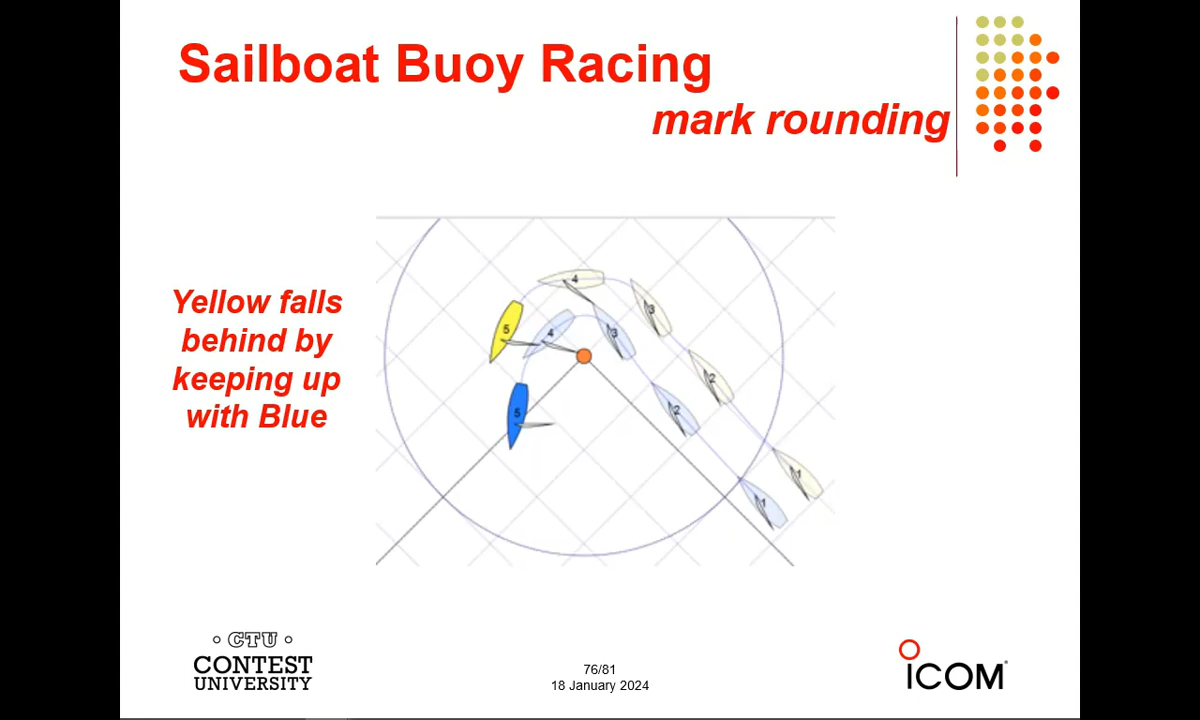 Sailboat Buoy Racing
mark rounding
Yellow falls
behind by
keeping up
with Blue
4
5
4
3
3
2
5
2
1
1
CTU
CONTEST
UNIVERSITY
76/81
18 January 2024
ICOM